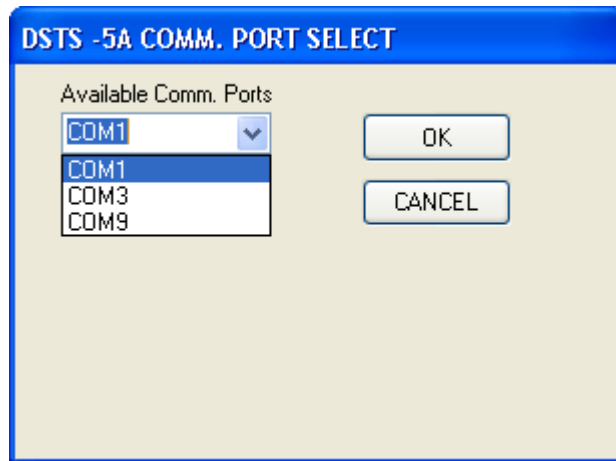 DSTS -5A COMM. PORT SELECT
Available Comm. Ports
COM1
OK
COM1
COM3
COM9
CANCEL